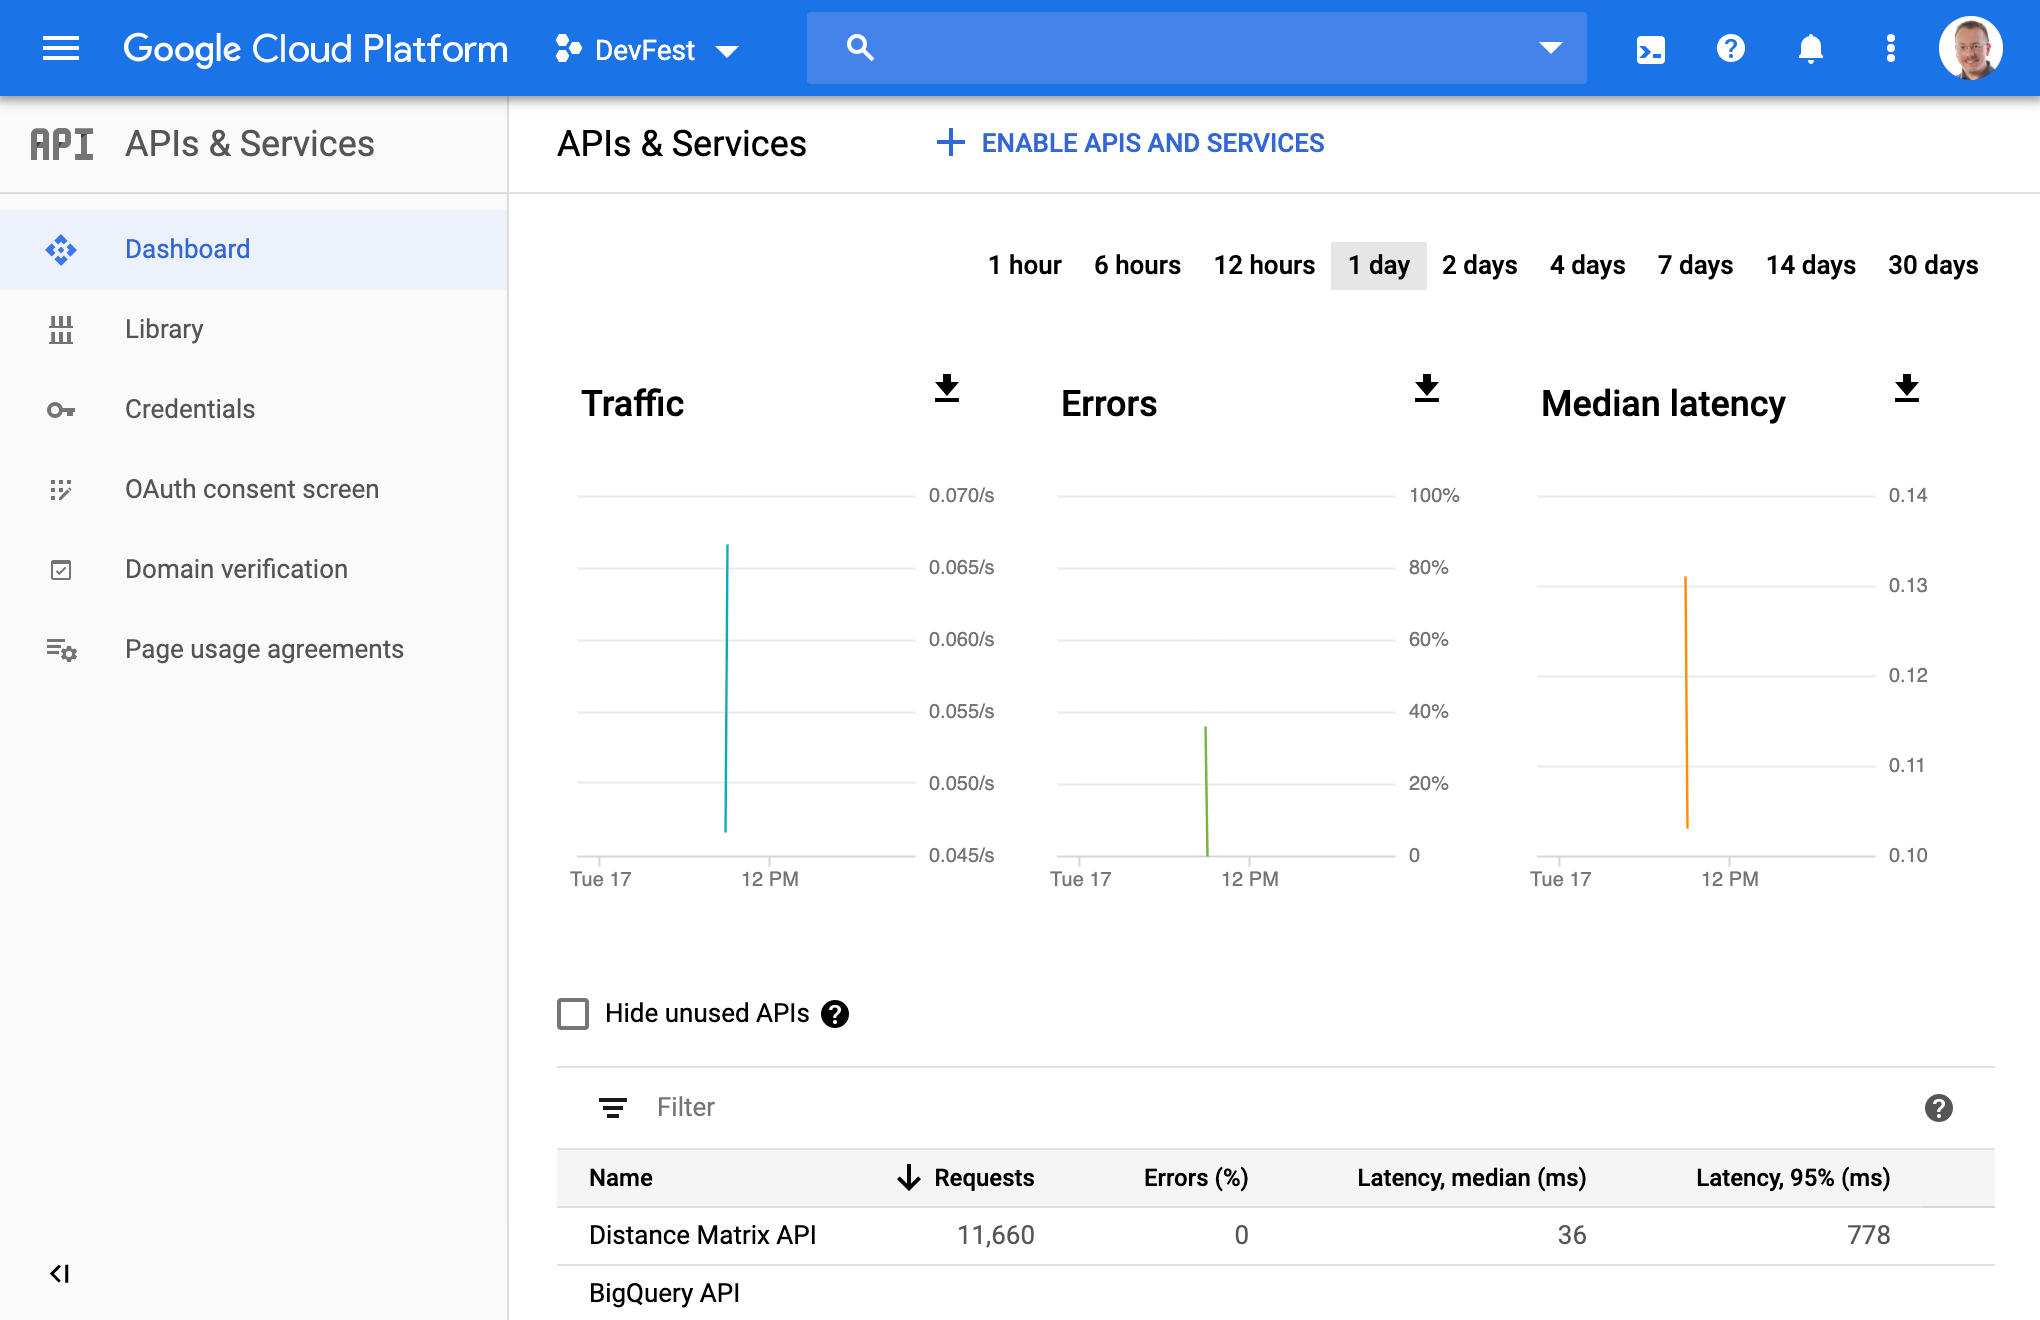 Google Cloud Platform DevFest
API APIs & Services
APIs & Services ENABLE APIS AND SERVICES
Dashboard
Library
Credentials
OAuth consent screen
Domain verification
Page usage agreements
1 hour 6 hours 12 hours 1 day 2 days 4 days 7 days 14 days 30 days
Traffic
0.070/s
0.065/s
0.060/s
0.055/s
0.050/s
0.045/s
Tue 17 12 PM
Errors
100%
80%
60%
40%
20%
0
Tue 17 12 PM
Median latency
0.14
0.13
0.12
0.11
0.10
Tue 17 12 PM
Hide unused APIs
Filter
Name Requests Errors (%) Latency, median (ms) Latency, 95% (ms)
Distance Matrix API 11,660 0 36 778
BigQuery API